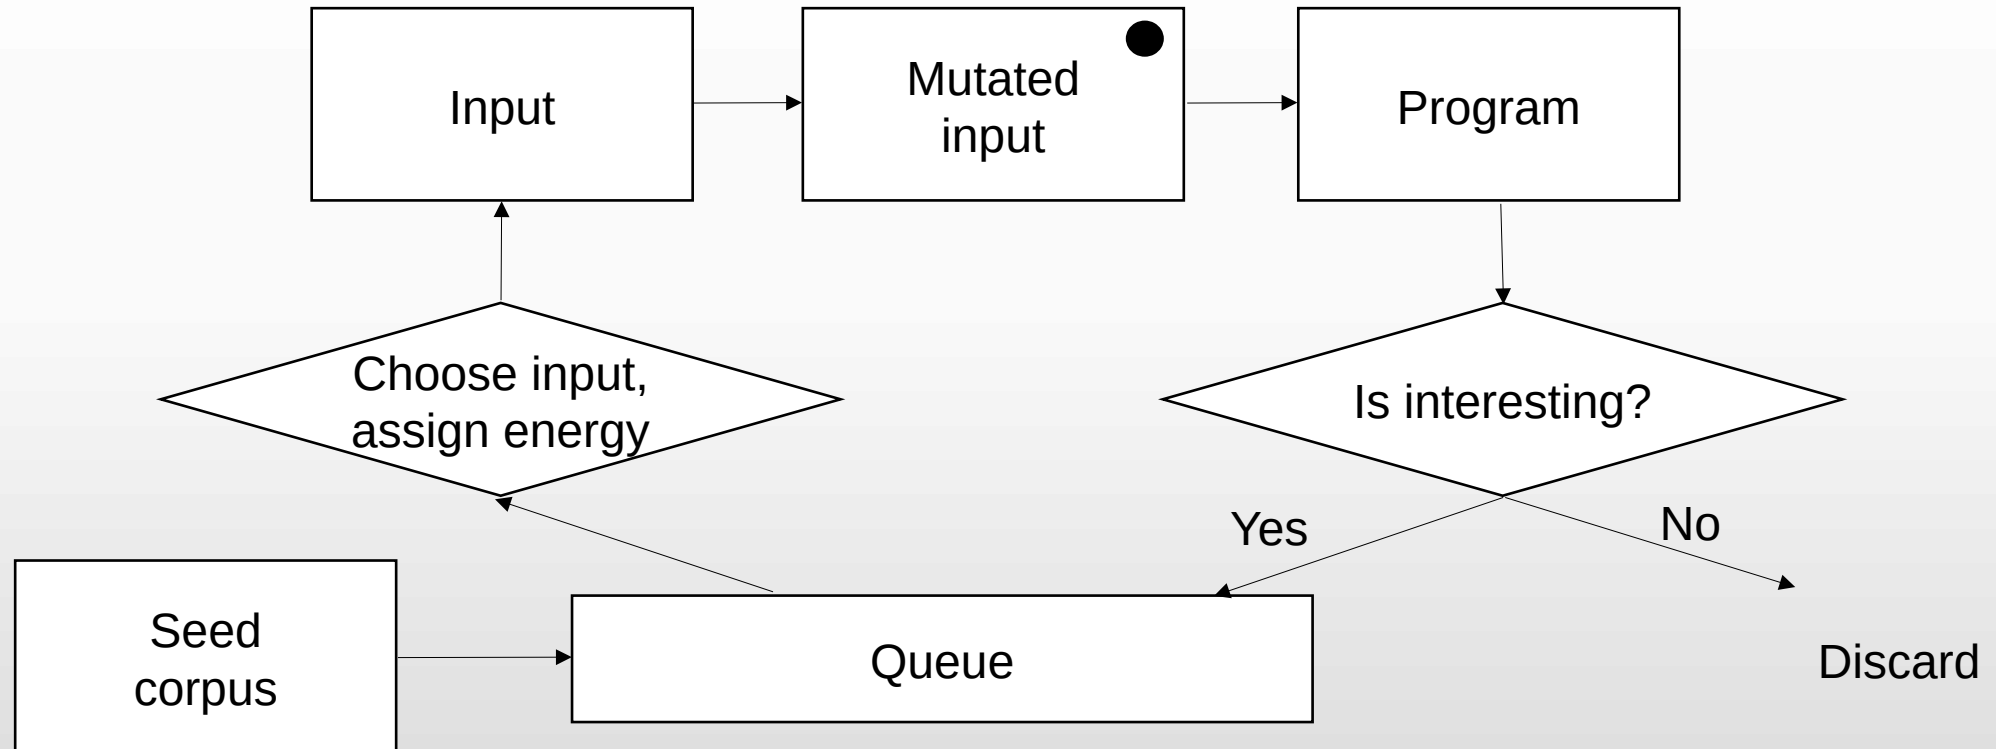 Input
Mutated
input
Program
Choose input,
assign energy
Is interesting?
Yes
No
Seed
corpus
Queue
Discard